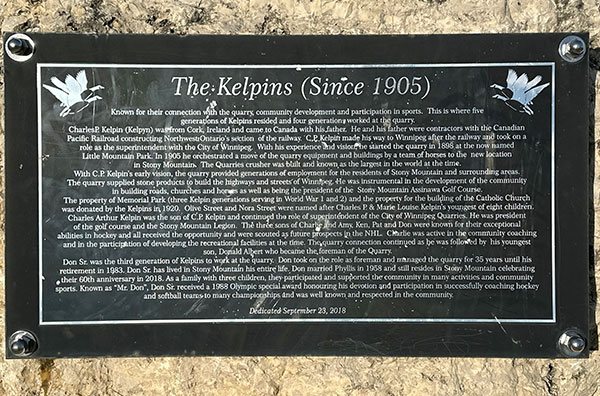 The Kelpins (Since 1905)
Known for their connection with the quarry, community development and participation in sports. This is where five
generations of Kelpins resided and four generations worked at the quarry.
Charles P. Kelpin (Kelpyn) was from Cork, Ireland and came to Canada with his father. He and his father were contractors with the Canadian
Pacific Railroad constructing Northwest Ontario's section of the railway. C.P. Kelpin made his way to Winnipeg after the railway and took on a
role as the superintendent with the City of Winnipeg. With his experience and vision he started the quarry in 1898 at the now named
Little Mountain Park. In 1905 he orchestrated a move of the quarry equipment and buildings by a team of horses to the new location
in Stony Mountain. The Quarries crusher was built and known as the largest in the world at the time.
With C.P. Kelpin's early vision, the quarry provided generations of employment for the residents of Stony Mountain and surrounding areas.
The quarry supplied stone products to build the highways and streets of Winnipeg. He was instrumental in the development of the community
in building roads, churches and homes as well as being the president of the Stony Mountain Assinawa Golf Course.
The property of Memorial Park (three Kelpin generations serving in World War 1 and 2) and the property for the building of the Catholic Church
was donated by the Kelpins in 1920. Olive Street and Nora Street were named after Charles P. & Marie Louise Kelpin's youngest of eight children.
Charles Arthur Kelpin was the son of C.P. Kelpin and continued the role of superintendent of the City of Winnipeg Quarries. He was president
of the golf course and the Stony Mountain Legion. The three sons of Charlie and Amy, Ken, Pat and Don were known for their exceptional
abilities in hockey and all received the opportunity and were scouted as future prospects in the NHL. Charlie was active in the community coaching
and in the participation of developing the recreational facilities at the time. The quarry connection continued as he was followed by his youngest
son, Donald Albert who became the foreman of the Quarry.
Don Sr. was the third generation of Kelpins to work at the quarry. Don took on the role as foreman and managed the quarry for 35 years until his
retirement in 1983. Don Sr. has lived in Stony Mountain his entire life. Don married Phyllis in 1958 and still resides in Stony Mountain celebrating
their 60th anniversary in 2018. As a family with three children, they participated and supported the community in many activities and community
sports. Known as "Mr. Don", Don Sr. received a 1988 Olympic special award honouring his devotion and participation in successfully coaching hockey
and softball teams to many championships and was well known and respected in the community.
Dedicated September 23, 2018